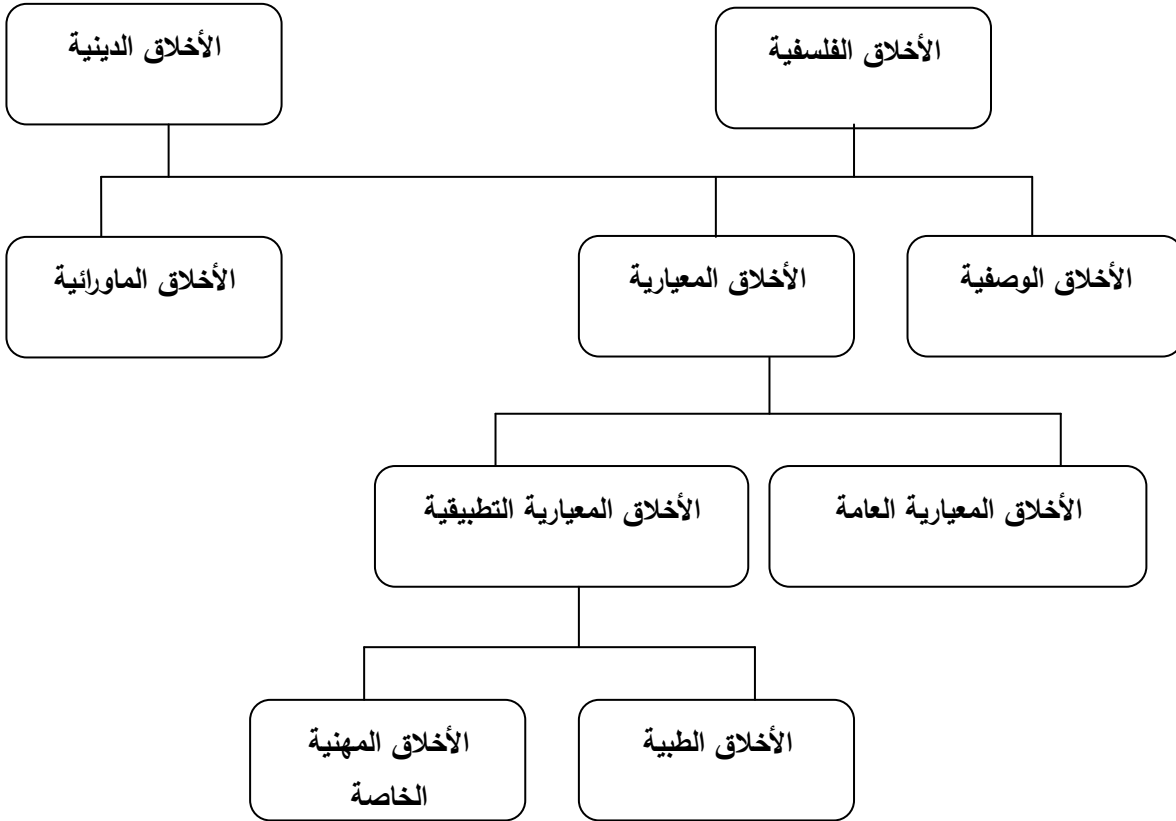 الأخلاق الفلسفية
الأخلاق الدينية
الأخلاق الوصفية
الأخلاق المعيارية
الأخلاق الماورائية
الأخلاق المعيارية العامة
الأخلاق المعيارية التطبيقية
الأخلاق الطبية
الأخلاق المهنية
الخاصة